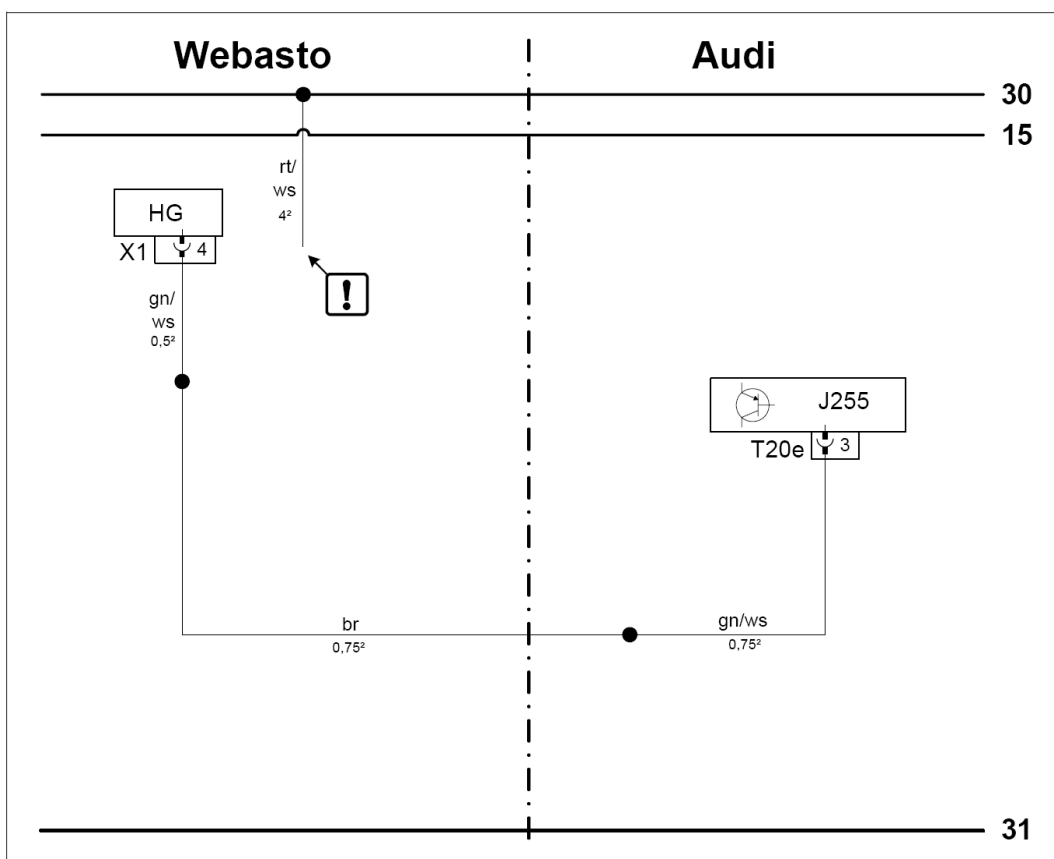 Webasto
Audi
30
15
rt/
ws
4²
HG
X1
4
!
gn/
ws
0,5²
J255
T20e
3
br
0,75²
gn/ws
0,75²
31